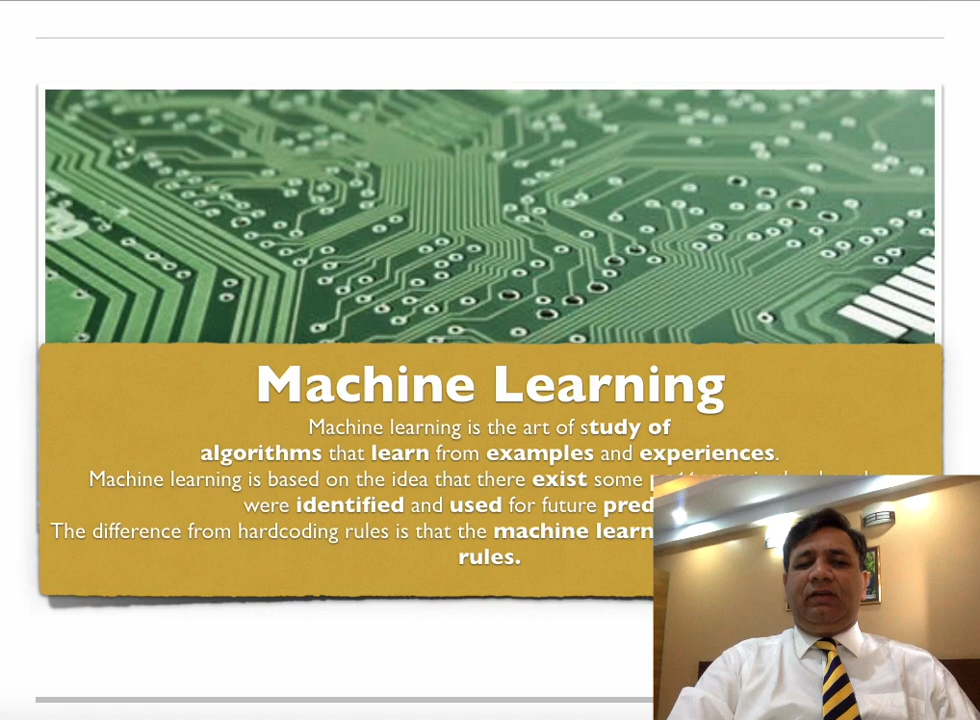 Machine Learning
Machine learning is the art of study of
algorithms that learn from examples and experiences.
Machine learning is based on the idea that there exist some
were identified and used for future
The difference from hardcoding rules is that the machine
rules.